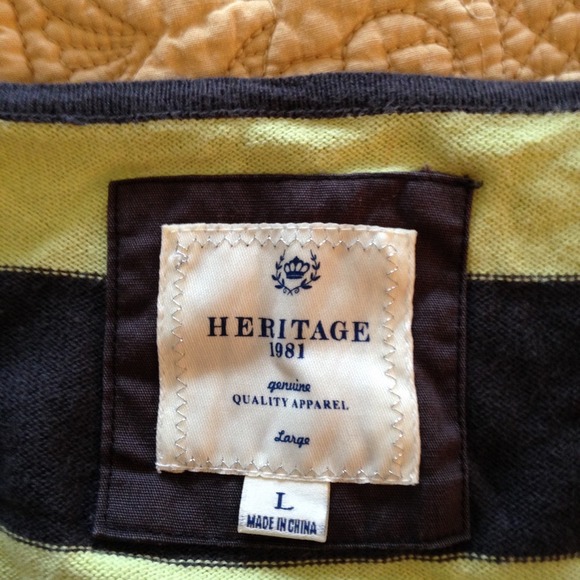 HERITAGE
1981
genuine
QUALITY APPAREL
Large
L
MADE IN CHINA